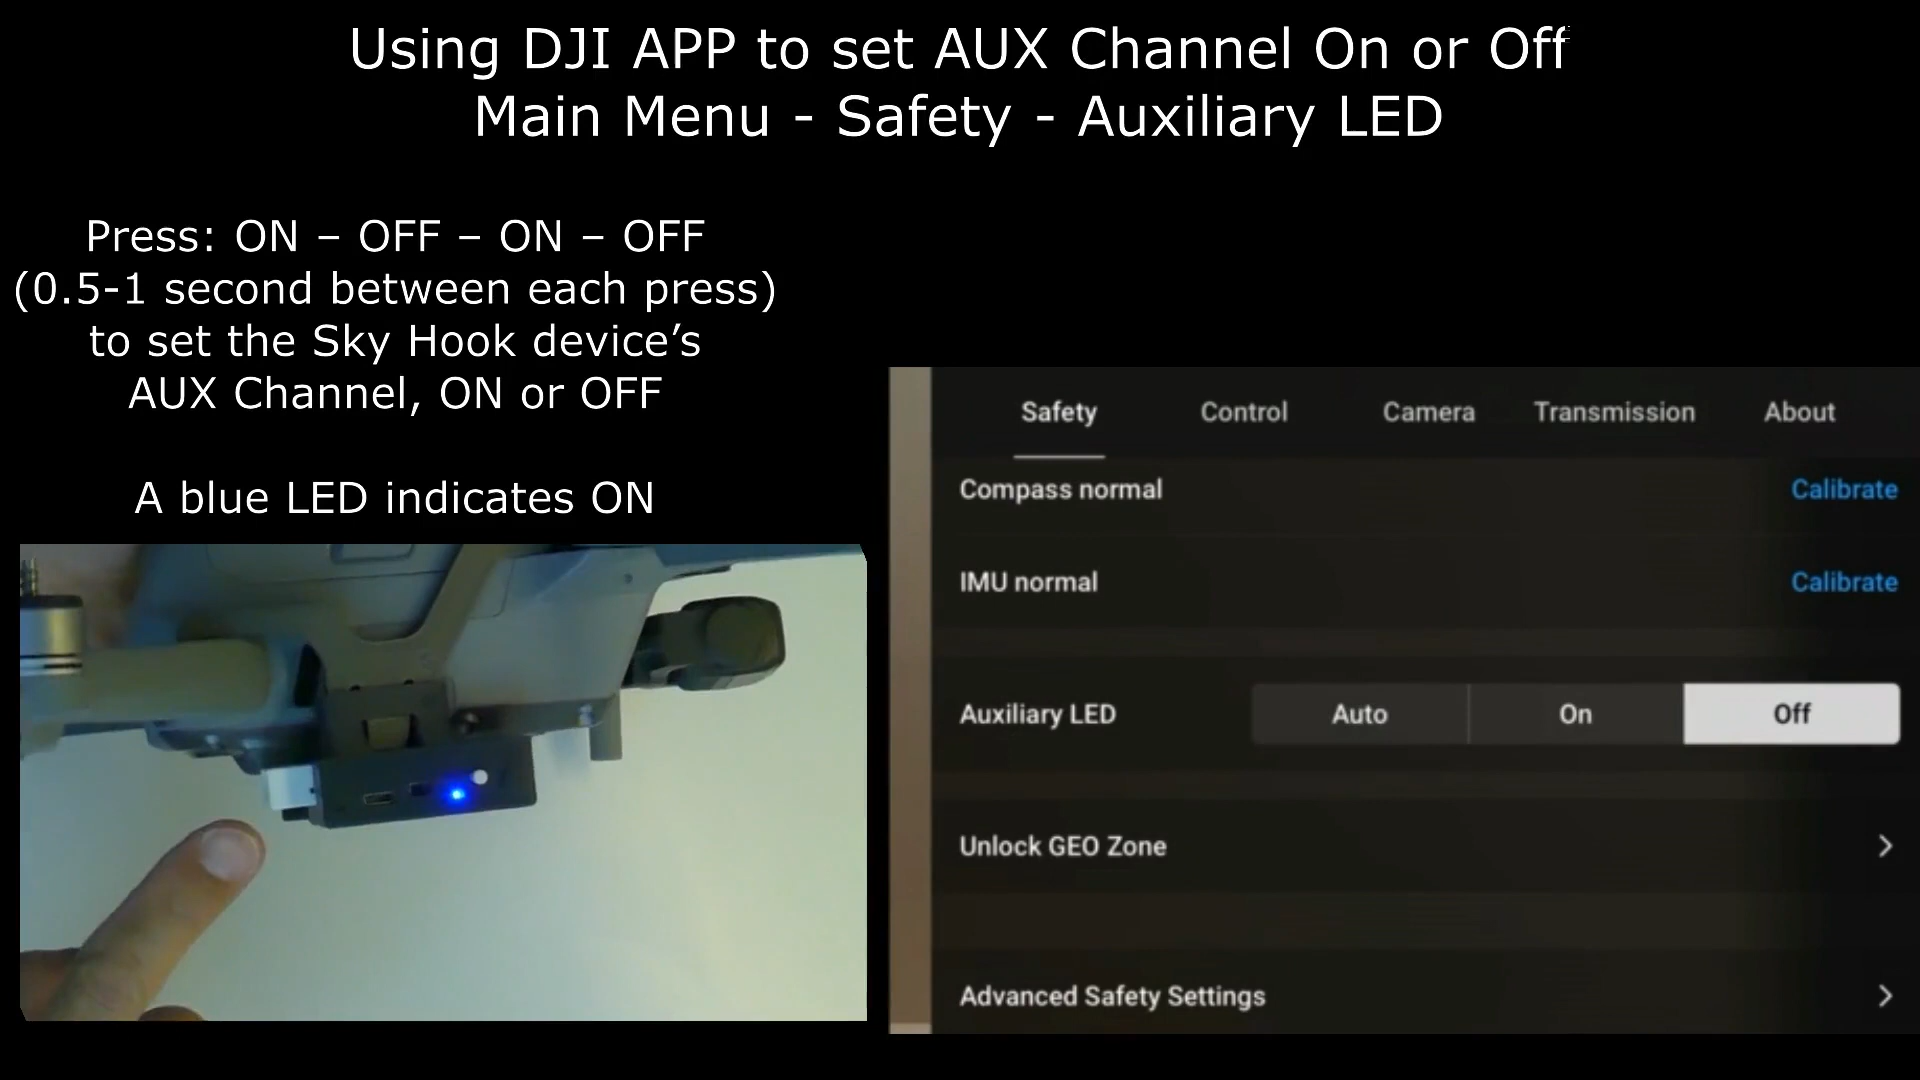 Using DJI APP to set AUX Channel On or Off
Main Menu - Safety - Auxiliary LED
Press: ON – OFF – ON – OFF
(0.5-1 second between each press)
to set the Sky Hook device’s
AUX Channel, ON or OFF
A blue LED indicates ON
Safety Control Camera Transmission About
Compass normal Calibrate
IMU normal Calibrate
Auxiliary LED Auto On Off
Unlock GEO Zone
Advanced Safety Settings